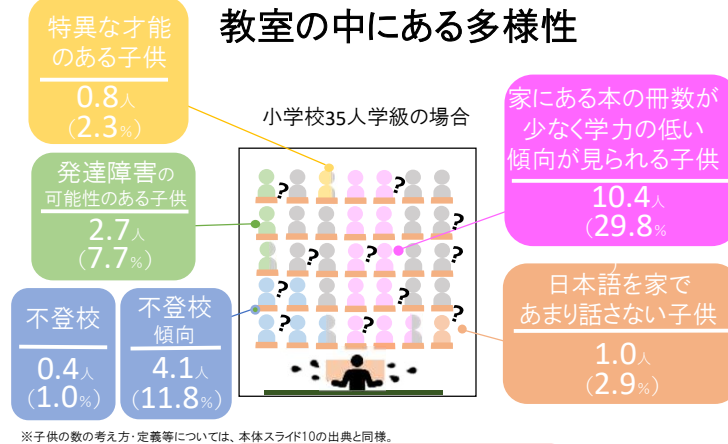 教室の中にある多様性
特異な才能
のある子供
0.8人
(2.3%)
小学校35人学級の場合
家にある本の冊数が
少なく学力の低い
傾向が見られる子供
10.4人
(29.8%
発達障害の
可能性のある子供
2.7人
(7.7%)
不登校
0.4人
(1.0%)
不登校
傾向
4.1人
(11.8%)
日本語を家で
あまり話さない子供
1.0人
(2.9%)
?
?
?
?
?
?
?
?
?
?
?
※子供の数の考え方・定義等については、本体スライド10の出典と同様。